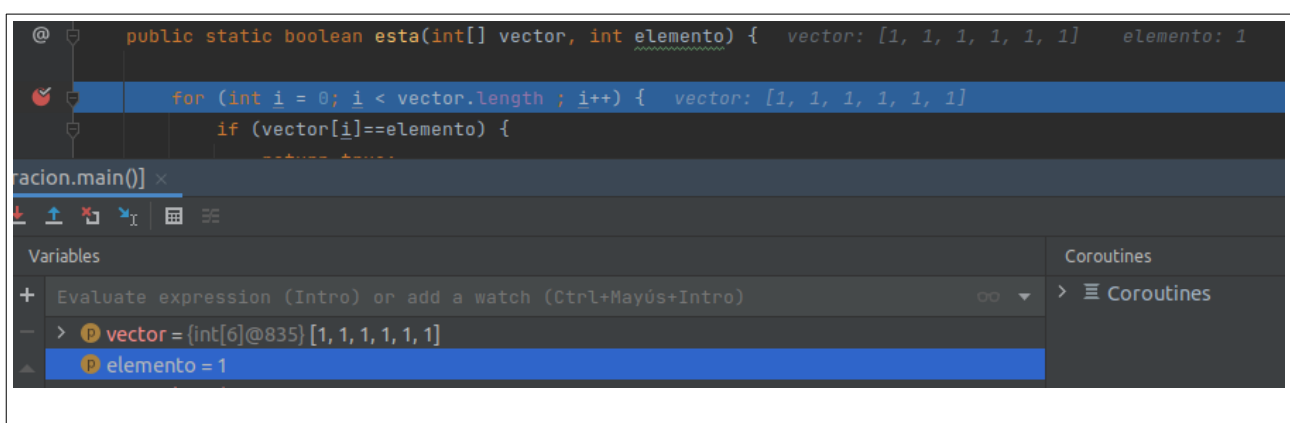 @ public static boolean esta(int[] vector, int elemento) { vector: [1, 1, 1, 1, 1, 1] elemento: 1
for (int i = 0; i < vector.length ; i++) { vector: [1, 1, 1, 1, 1, 1]
if (vector[i]==elemento) {
return true;
racion.main()] ×
Variables
Coroutines
+ Evaluate expression (Intro) or add a watch (Ctrl+Mayús+Intro)
Coroutines
vector = {int[6]@835} [1, 1, 1, 1, 1, 1]
elemento = 1